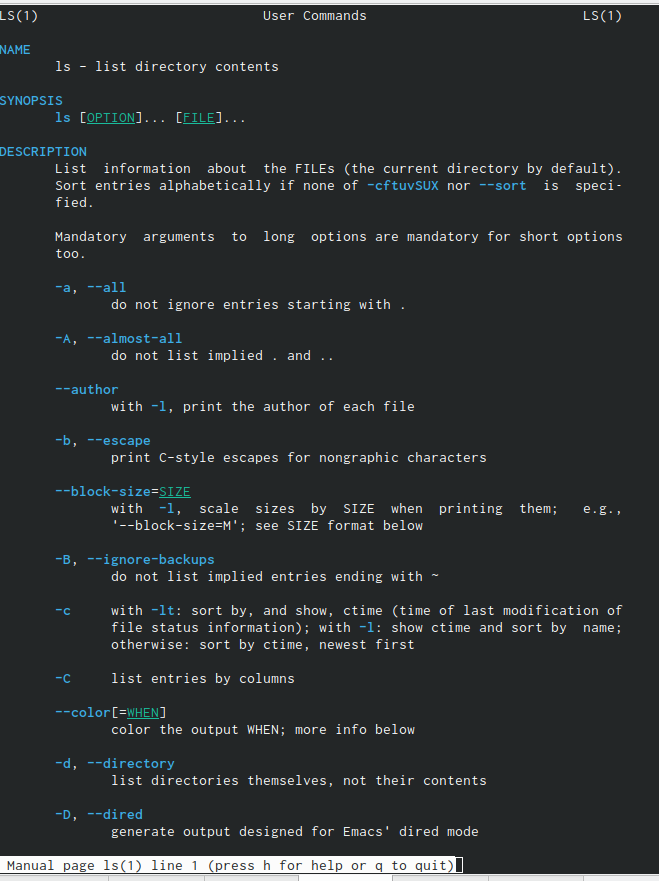 LS(1) User Commands LS(1)
NAME
ls - list directory contents
SYNOPSIS
ls [OPTION]... [FILE]...
DESCRIPTION
List information about the FILEs (the current directory by default).
Sort entries alphabetically if none of -cftuvSUX nor --sort is speci-
fied.
Mandatory arguments to long options are mandatory for short options
too.
-a, --all
do not ignore entries starting with .
-A, --almost-all
do not list implied . and ..
--author
with -l, print the author of each file
-b, --escape
print C-style escapes for nongraphic characters
--block-size=SIZE
with -l, scale sizes by SIZE when printing them; e.g.,
'--block-size=M'; see SIZE format below
-B, --ignore-backups
do not list implied entries ending with ~
-c with -lt: sort by, and show, ctime (time of last modification of
file status information); with -l: show ctime and sort by name;
otherwise: sort by ctime, newest first
-C list entries by columns
--color[=WHEN]
color the output WHEN; more info below
-d, --directory
list directories themselves, not their contents
-D, --dired
generate output designed for Emacs' dired mode
Manual page ls(1) line 1 (press h for help or q to quit)